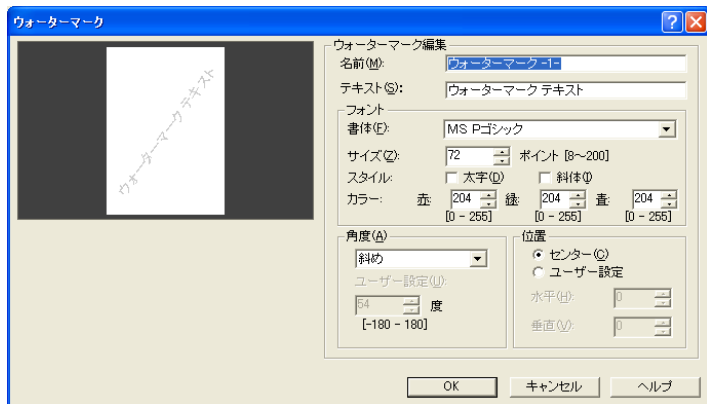 ウォーターマーク
ウォーターマーク テキスト
ウォーターマーク編集
名前(M): ウォーターマーク -1-
テキスト(S): ウォーターマーク テキスト
フォント
書体(F): MS Pゴシック
サイズ(Z): 72 ポイント [8～200]
スタイル: 太字(D) 斜体(I)
カラー: 赤: 204 緑: 204 青: 204
[0 - 255] [0 - 255] [0 - 255]
角度(A)
斜め
ユーザー設定(U):
54 度
[-180 - 180]
位置
センター(C)
ユーザー設定
水平(H): 0
垂直(V): 0
OK キャンセル ヘルプ